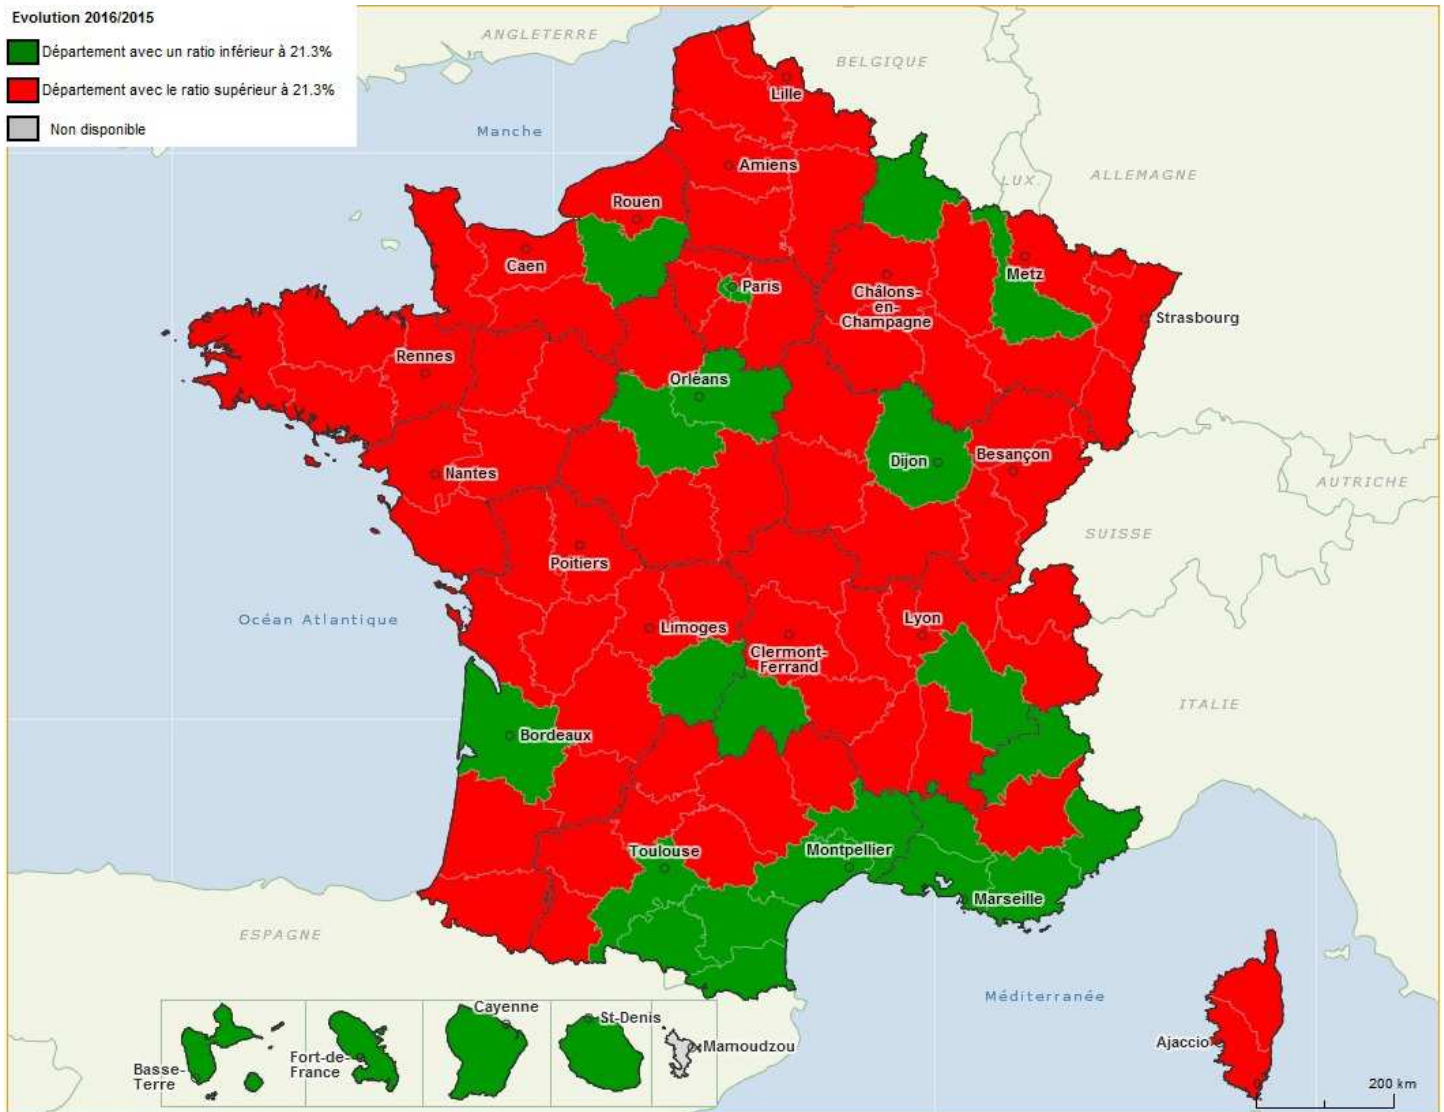 Evolution 2016/2015
Département avec un ratio inférieur à 21.3%
Département avec le ratio supérieur à 21.3%
Non disponible
ANGLETERRE
BELGIQUE
Lille
Manche
Amiens
LUX.
ALLEMAGNE
Rouen
Caen
Metz
Paris
Châlons-
en-
Champagne
Strasbourg
Rennes
Orléans
Dijon
Besançon
Nantes
AUTRICHE
SUISSE
Poitiers
Océan Atlantique
Limoges
Lyon
Clermont-
Ferrand
ITALIE
Bordeaux
Toulouse
Montpellier
Marseille
ESPAGNE
Méditerranée
Cayenne
St-Denis
Ajaccio
Mamoudzou
Fort-de-
France
Basse-
Terre
0
200 km